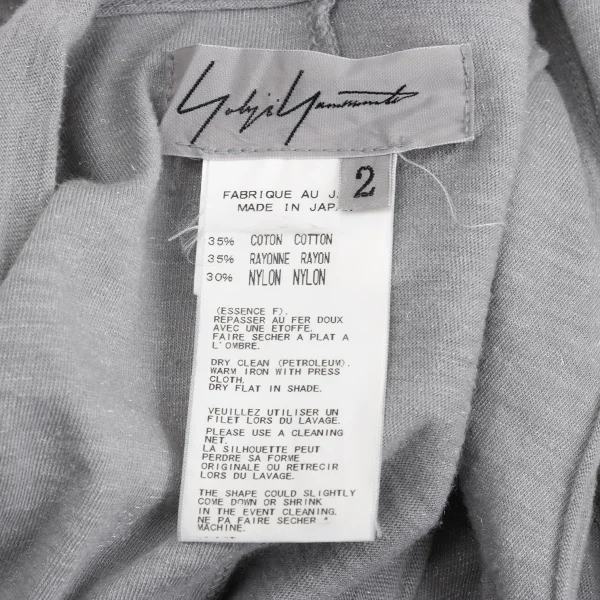 Yohji Yamamoto
2
FABRIQUE AU J
MADE IN JAPAN
35% COTON COTTON
35% RAYONNE RAYON
30% NYLON NYLON
(ESSENCE F).
REPASSER AU FER DOUX
AVEC UNE ETOFFE.
FAIRE SECHER A PLAT A
L'OMBRE.
DRY CLEAN (PETROLEUM).
WARM IRON WITH PRESS
CLOTH.
DRY FLAT IN SHADE.
VEUILLEZ UTILISER UN
FILET LORS DU LAVAGE.
PLEASE USE A CLEANING
NET.
LA SILHOUETTE PEUT
PERDRE SA FORME
ORIGINALE OU RETRECIR
LORS DU LAVAGE.
THE SHAPE COULD SLIGHTLY
COME DOWN OR SHRINK
IN THE EVENT CLEANING.
NE PA FAIRE SECHER
MACHINE.